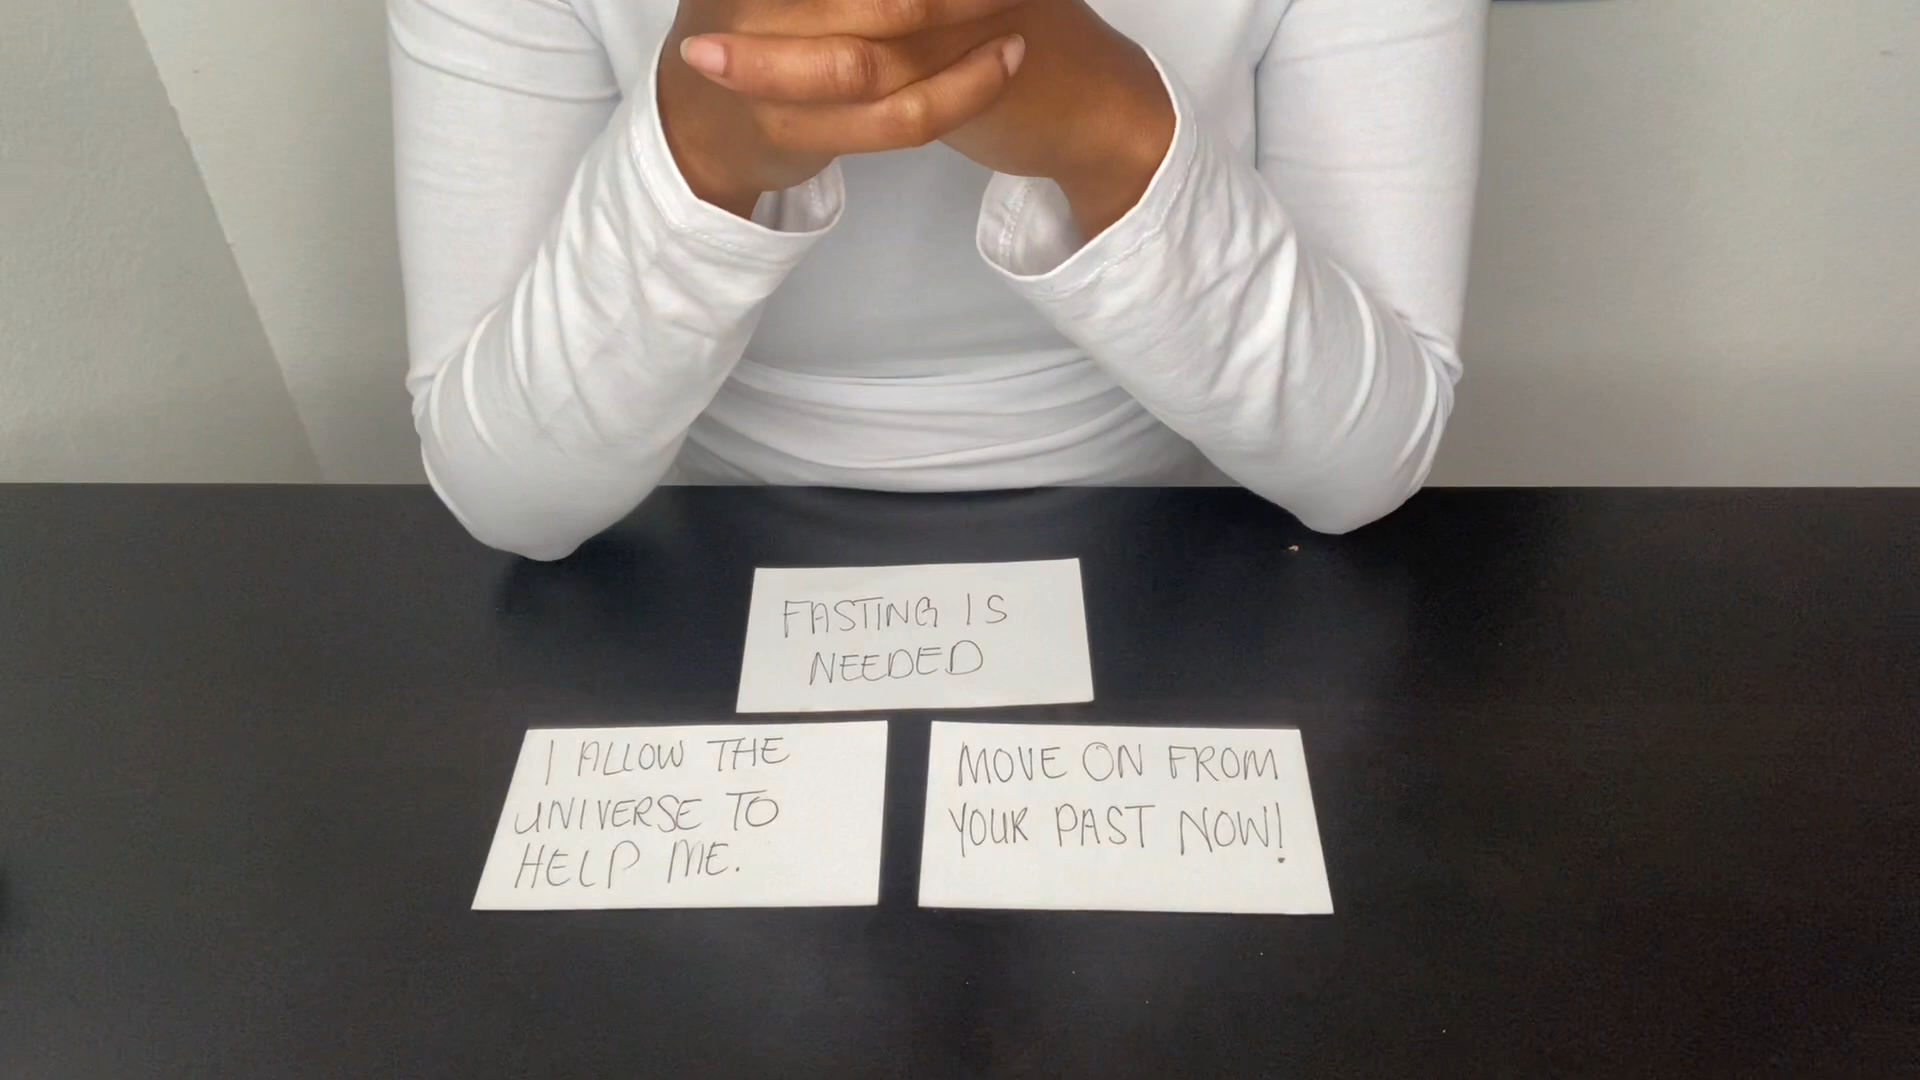 FASTING IS
NEEDED
I ALLOW THE
UNIVERSE TO
HELP ME.
MOVE ON FROM
YOUR PAST NOW!